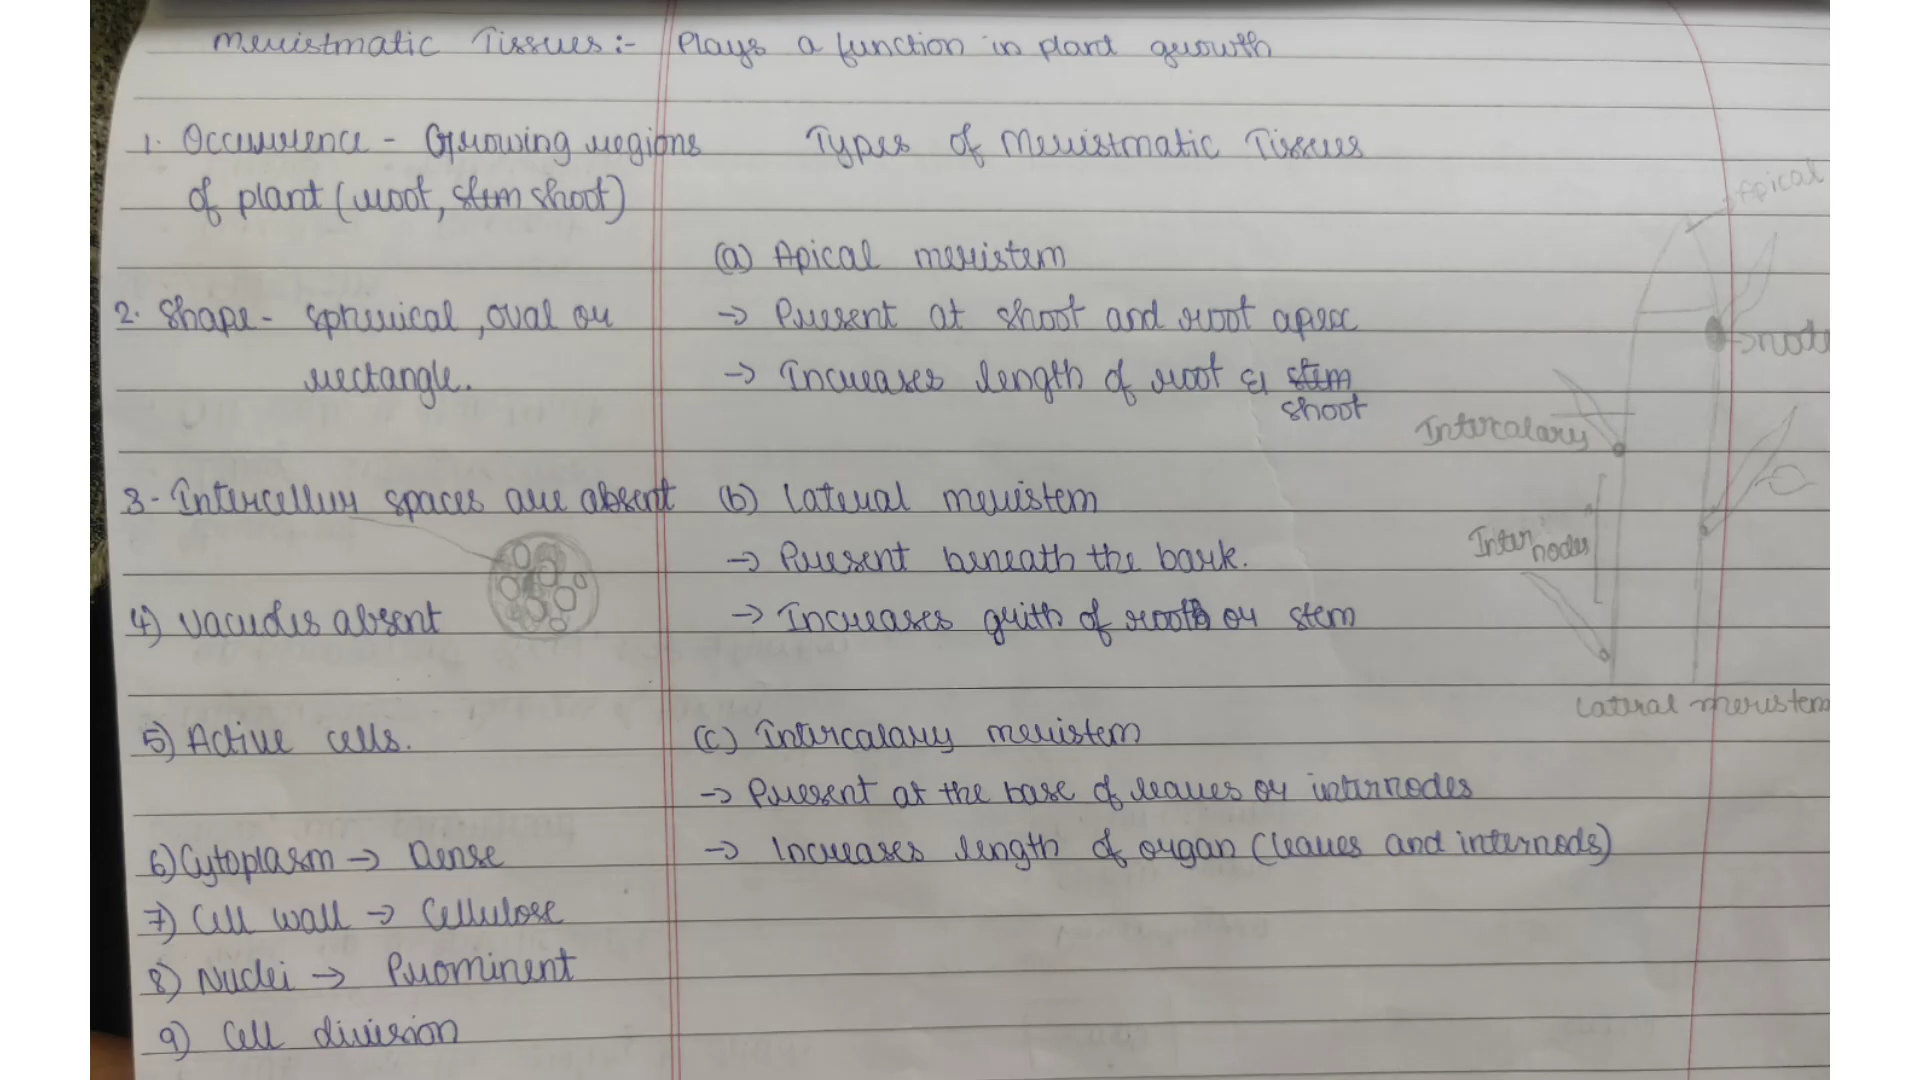 Meristmatic Tissues :- Plays a function in plant growth
1. Occurrence - Growing regions
of plant (root, stem shoot)
2. Shape - Spherical, oval or
rectangle.
3 - Intercellur spaces are absent
4) Vacuoles absent
5) Active cells.
6) Cytoplasm → Dense
7) Cell wall → Cellulose
8) Nuclei → Prominent
9) Cell division
Types of Meristmatic Tissues
(a) Apical meristem
→ Present at shoot and root apex
→ Increases length of root & stem
shoot
(b) Lateral meristem
→ Present beneath the bark.
→ Increases grith of root or stem
(c) Intercalary meristem
→ Present at the base of leaves or internodes
→ Increases length of organ (leaves and internods)
Apical
node
Intercalary
Inter
nodes
Lateral meristem